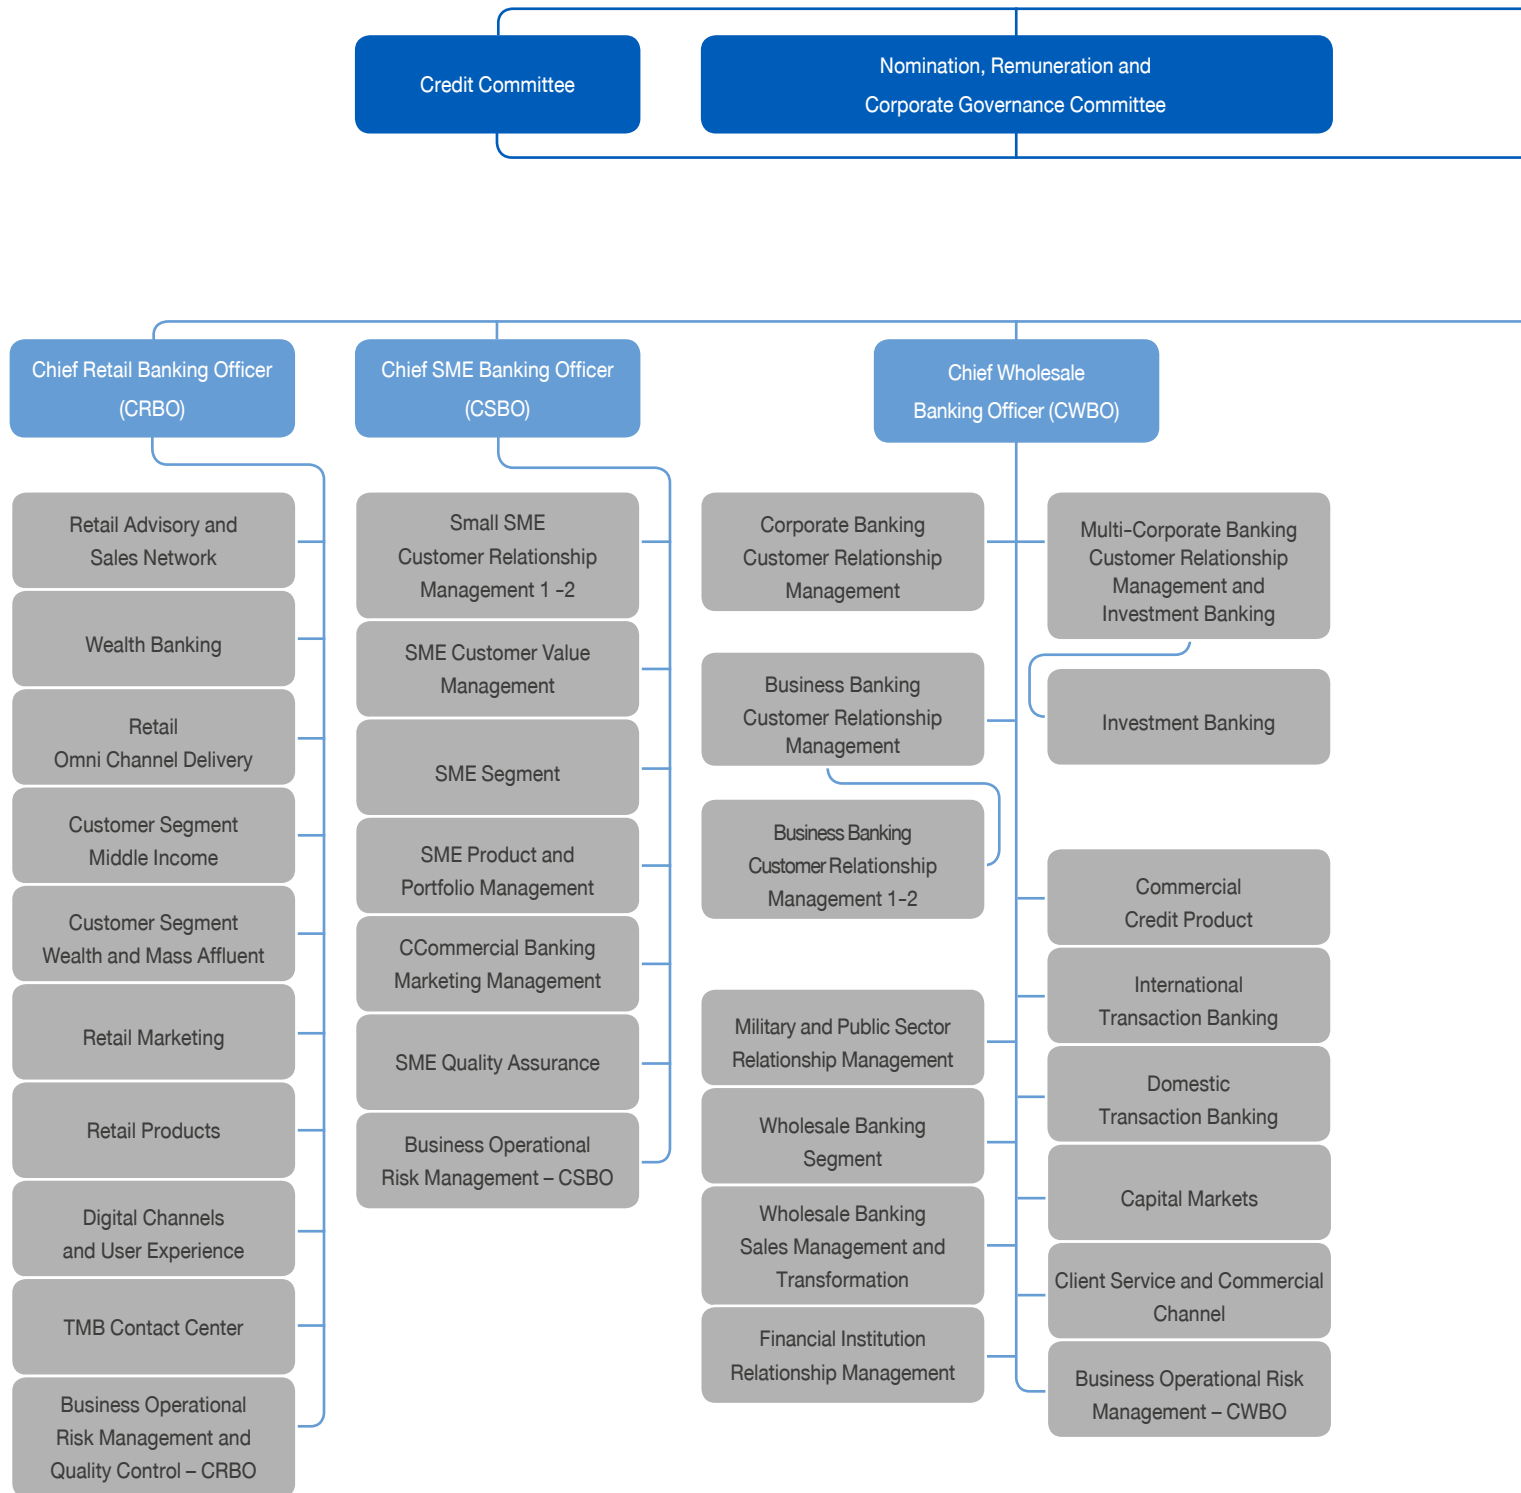 Credit Committee
Nomination, Remuneration and
Corporate Governance Committee
Chief Retail Banking Officer
(CRBO)
Chief SME Banking Officer
(CSBO)
Chief Wholesale
Banking Officer (CWBO)
Retail Advisory and
Sales Network
Wealth Banking
Retail
Omni Channel Delivery
Customer Segment
Middle Income
Customer Segment
Wealth and Mass Affluent
Retail Marketing
Retail Products
Digital Channels
and User Experience
TMB Contact Center
Business Operational
Risk Management and
Quality Control – CRBO
Small SME
Customer Relationship
Management 1 -2
SME Customer Value
Management
SME Segment
SME Product and
Portfolio Management
CCommercial Banking
Marketing Management
SME Quality Assurance
Business Operational
Risk Management – CSBO
Corporate Banking
Customer Relationship
Management
Business Banking
Customer Relationship
Management
Business Banking
Customer Relationship
Management 1-2
Military and Public Sector
Relationship Management
Wholesale Banking
Segment
Wholesale Banking
Sales Management and
Transformation
Financial Institution
Relationship Management
Multi-Corporate Banking
Customer Relationship
Management and
Investment Banking
Investment Banking
Commercial
Credit Product
International
Transaction Banking
Domestic
Transaction Banking
Capital Markets
Client Service and Commercial
Channel
Business Operational Risk
Management – CWBO